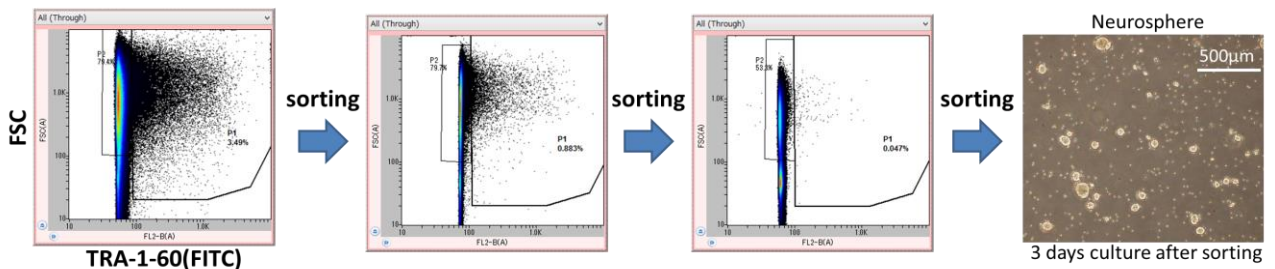 All (Through)
FSC
FSC(A)
1.0K
100
10
P2
76.4%
P1
3.49%
10
100
1.0K
FL2-B(A)
TRA-1-60(FITC)
sorting
All (Through)
FSC(A)
1.0K
100
10
P2
79.7%
P1
0.883%
10
100
1.0K
FL2-B(A)
sorting
All (Through)
FSC(A)
1.0K
100
10
P2
53.3%
P1
0.047%
10
100
1.0K
FL2-B(A)
sorting
Neurosphere
500μm
3 days culture after sorting